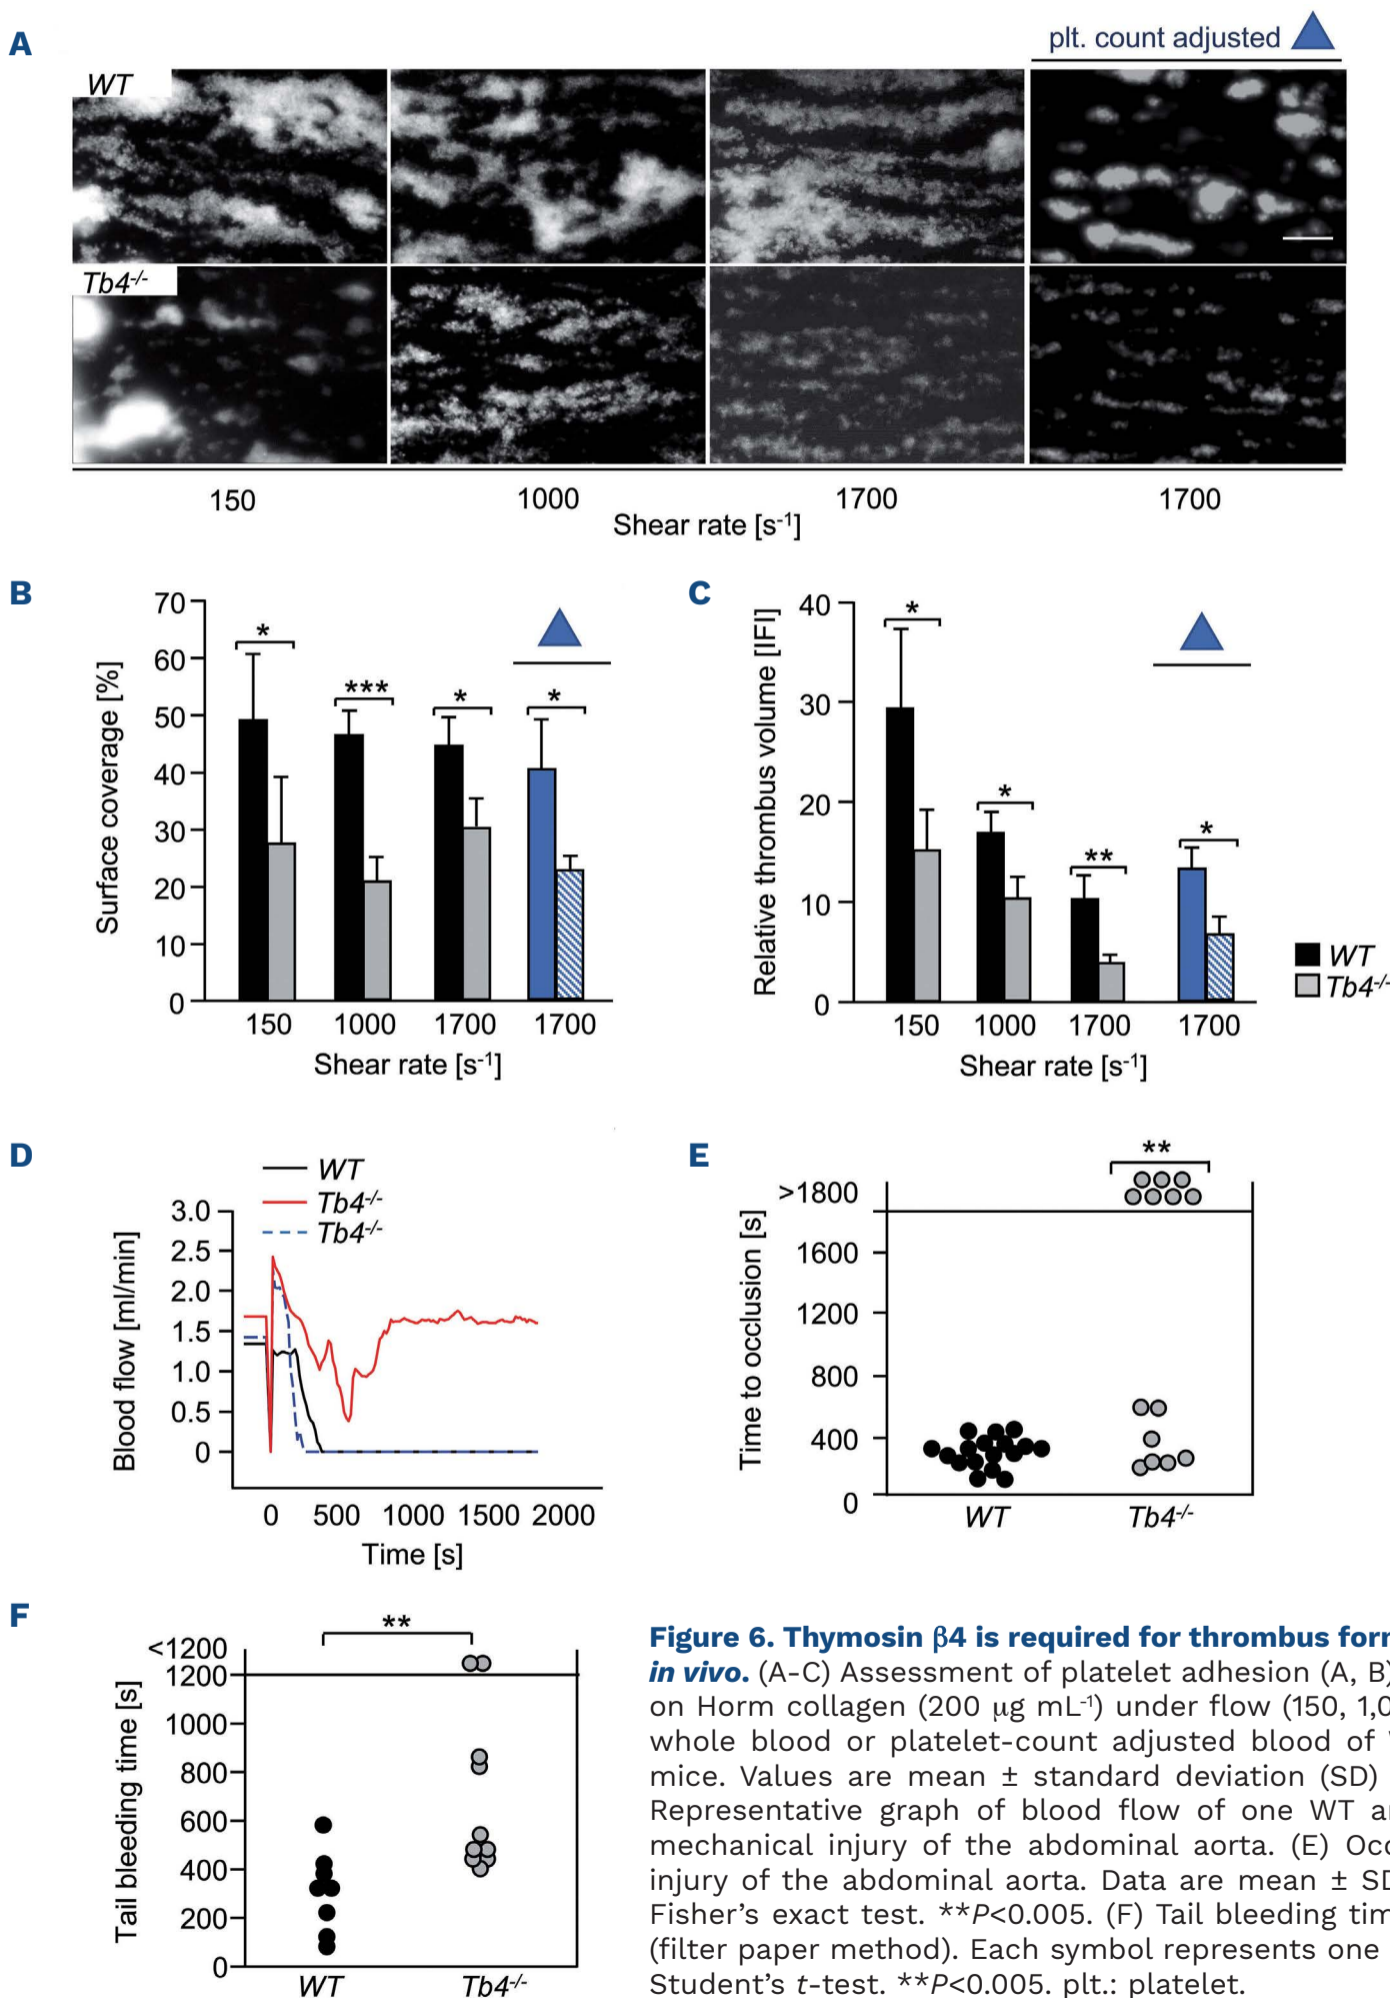 A
plt. count adjusted
WT
Tb4-/-
150
1000
1700
1700
Shear rate [s-1]
B
70
60
50
40
30
20
10
0
Surface coverage [%]
*
***
*
*
150
1000
1700
1700
Shear rate [s-1]
C
40
30
20
10
0
Relative thrombus volume [IFI]
*
*
**
*
150
1000
1700
1700
Shear rate [s-1]
WT
Tb4-/-
D
WT
Tb4-/-
Tb4-/-
3.0
2.5
2.0
1.5
1.0
0.5
0
Blood flow [ml/min]
0
500
1000
1500
2000
Time [s]
E
**
>1800
1600
1200
800
400
0
Time to occlusion [s]
WT
Tb4-/-
F
**
<1200
1200
1000
800
600
400
200
0
Tail bleeding time [s]
WT
Tb4-/-
Figure 6. Thymosin β4 is required for thrombus form
in vivo. (A-C) Assessment of platelet adhesion (A, B)
on Horm collagen (200 μg mL-1) under flow (150, 1,0
whole blood or platelet-count adjusted blood of
mice. Values are mean ± standard deviation (SD)
Representative graph of blood flow of one WT a
mechanical injury of the abdominal aorta. (E) Occ
injury of the abdominal aorta. Data are mean ± SD
Fisher's exact test. **P<0.005. (F) Tail bleeding tim
(filter paper method). Each symbol represents one
Student's t-test. **P<0.005. plt.: platelet.